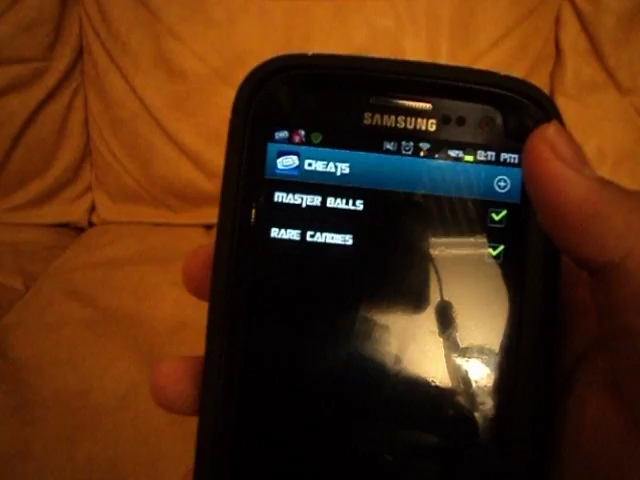 SAMSUNG
8:11 PM
CHEATS
MASTER BALLS
RARE CANDIES